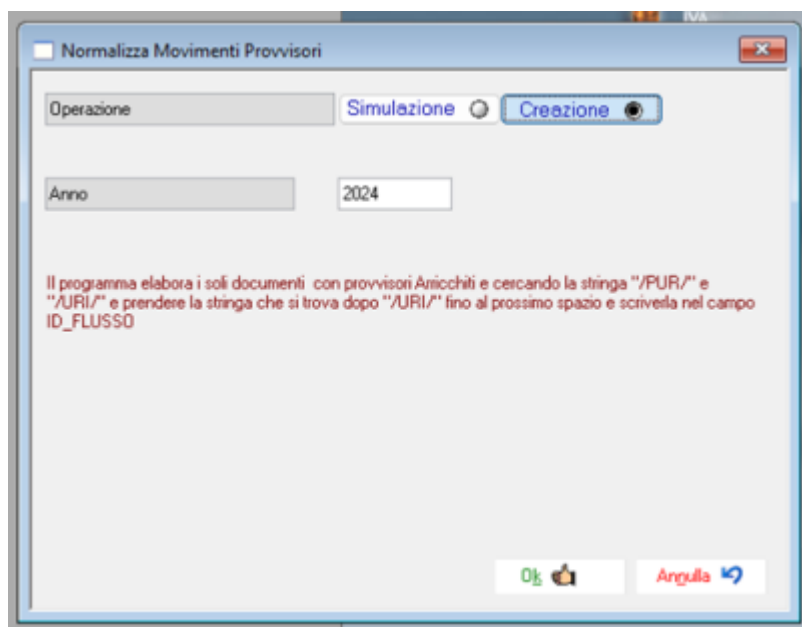 IVA
Normalizza Movimenti Provvisori
Operazione Simulazione Creazione
Anno 2024
Il programma elabora i soli documenti con provvisori Arricchiti e cercando la stringa "/PUR/" e
"/URI/" e prendere la stringa che si trova dopo "/URI/" fino al prossimo spazio e scriverla nel campo
ID_FLUSSO
Ok Angulla